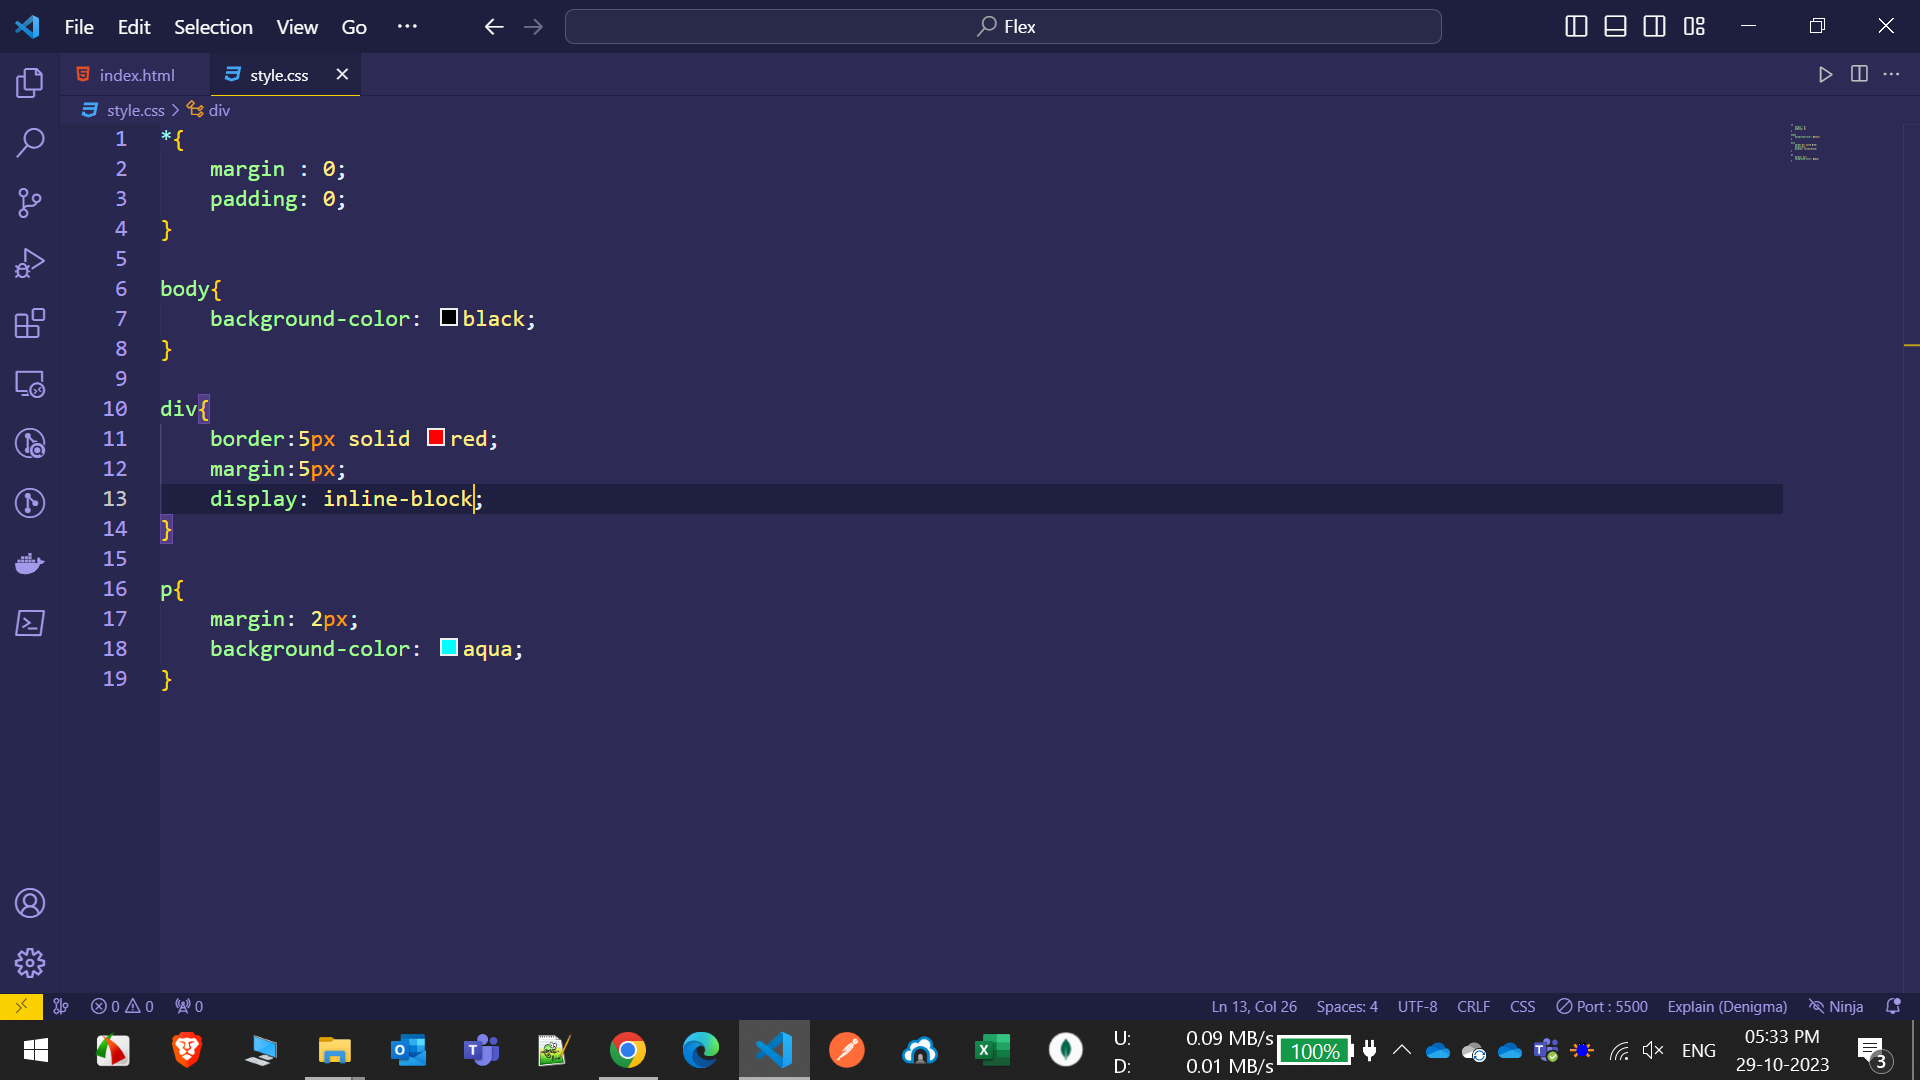 File Edit Selection View Go ··· Flex
index.html style.css
style.css > div
1 *{
2     margin : 0;
3     padding: 0;
4 }
5
6 body{
7     background-color: black;
8 }
9
10 div{
11     border:5px solid red;
12     margin:5px;
13     display: inline-block;
14 }
15
16 p{
17     margin: 2px;
18     background-color: aqua;
19 }
0 0 0 Ln 13, Col 26 Spaces: 4 UTF-8 CRLF CSS Port : 5500 Explain (Denigma) Ninja
U: 0.09 MB/s 100% ENG 05:33 PM
D: 0.01 MB/s 29-10-2023 3